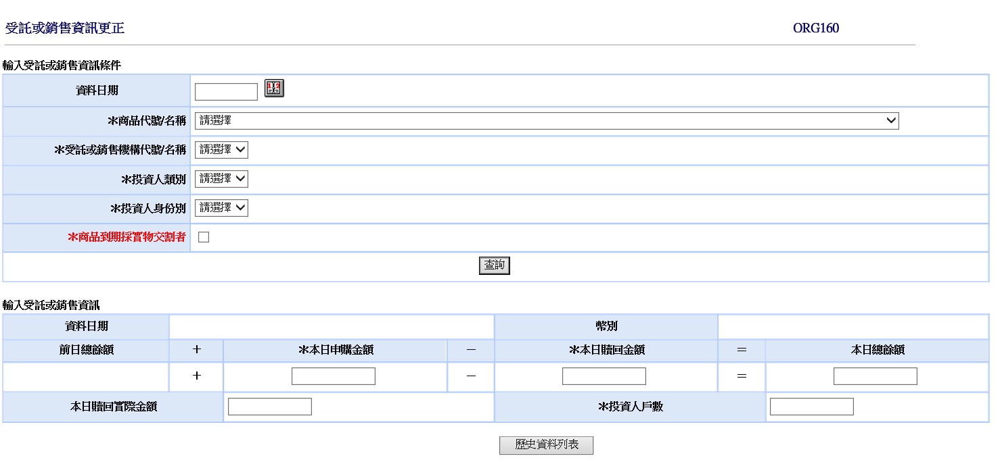 受託或銷售資訊更正 ORG160
輸入受託或銷售資訊條件
資料日期
＊商品代號/名稱 請選擇
＊受託或銷售機構代號/名稱 請選擇
＊投資人類別 請選擇
＊投資人身份別 請選擇
＊商品到期採實物交割者
查詢
輸入受託或銷售資訊
資料日期 幣別
前日總餘額 ＋ ＊本日申購金額 － ＊本日贖回金額 ＝ 本日總餘額
＋ － ＝
本日贖回實際金額 ＊投資人戶數
歷史資料列表